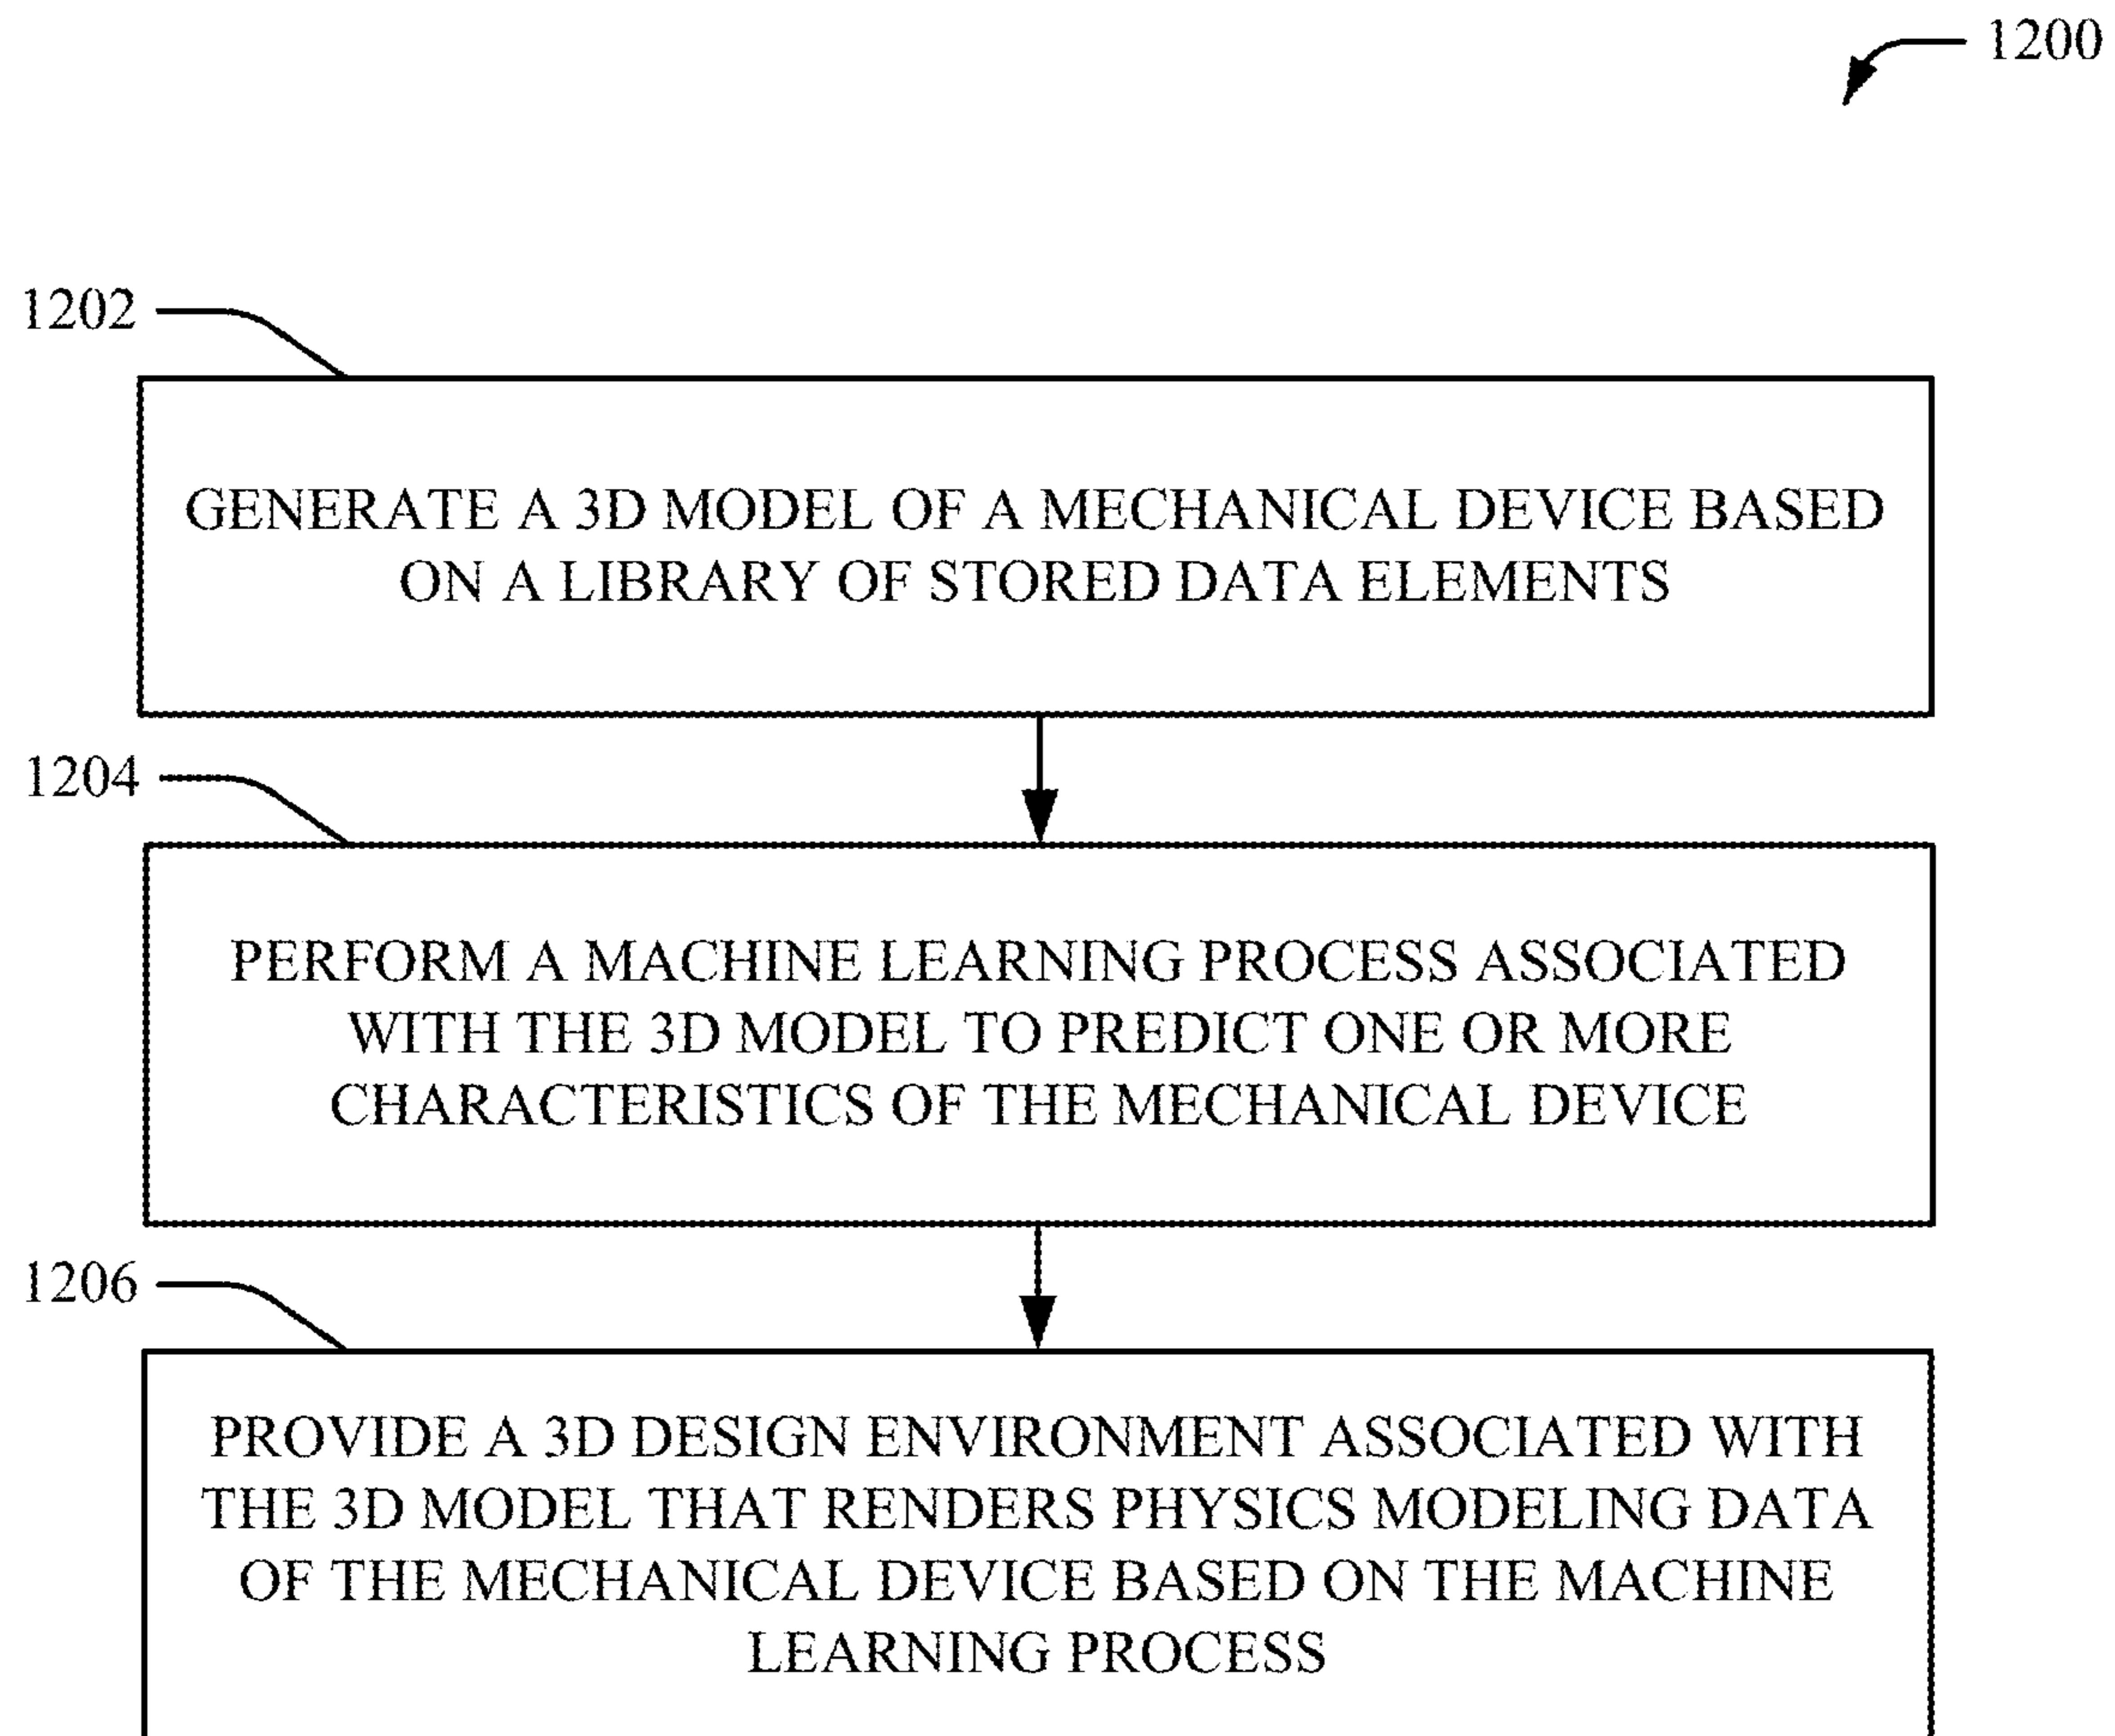 1200
1202
GENERATE A 3D MODEL OF A MECHANICAL DEVICE BASED
ON A LIBRARY OF STORED DATA ELEMENTS
1204
PERFORM A MACHINE LEARNING PROCESS ASSOCIATED
WITH THE 3D MODEL TO PREDICT ONE OR MORE
CHARACTERISTICS OF THE MECHANICAL DEVICE
1206
PROVIDE A 3D DESIGN ENVIRONMENT ASSOCIATED WITH
THE 3D MODEL THAT RENDERS PHYSICS MODELING DATA
OF THE MECHANICAL DEVICE BASED ON THE MACHINE
LEARNING PROCESS